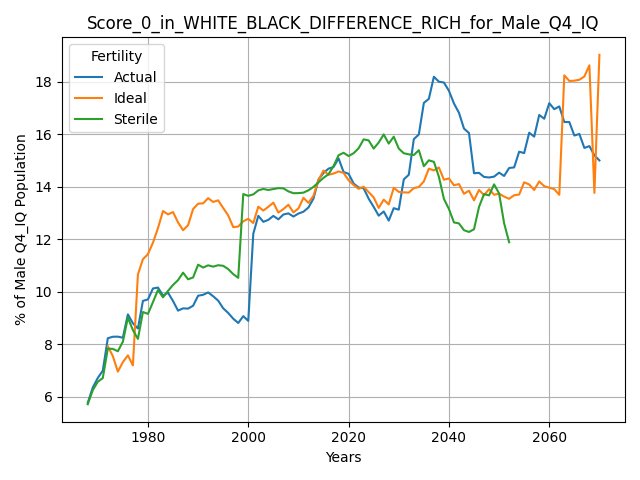 Score_0_in_WHITE_BLACK_DIFFERENCE_RICH_for_Male_Q4_IQ
Fertility
Actual
Ideal
Sterile
% of Male Q4_IQ Population
18
16
14
12
10
8
6
1980
2000
2020
2040
2060
Years